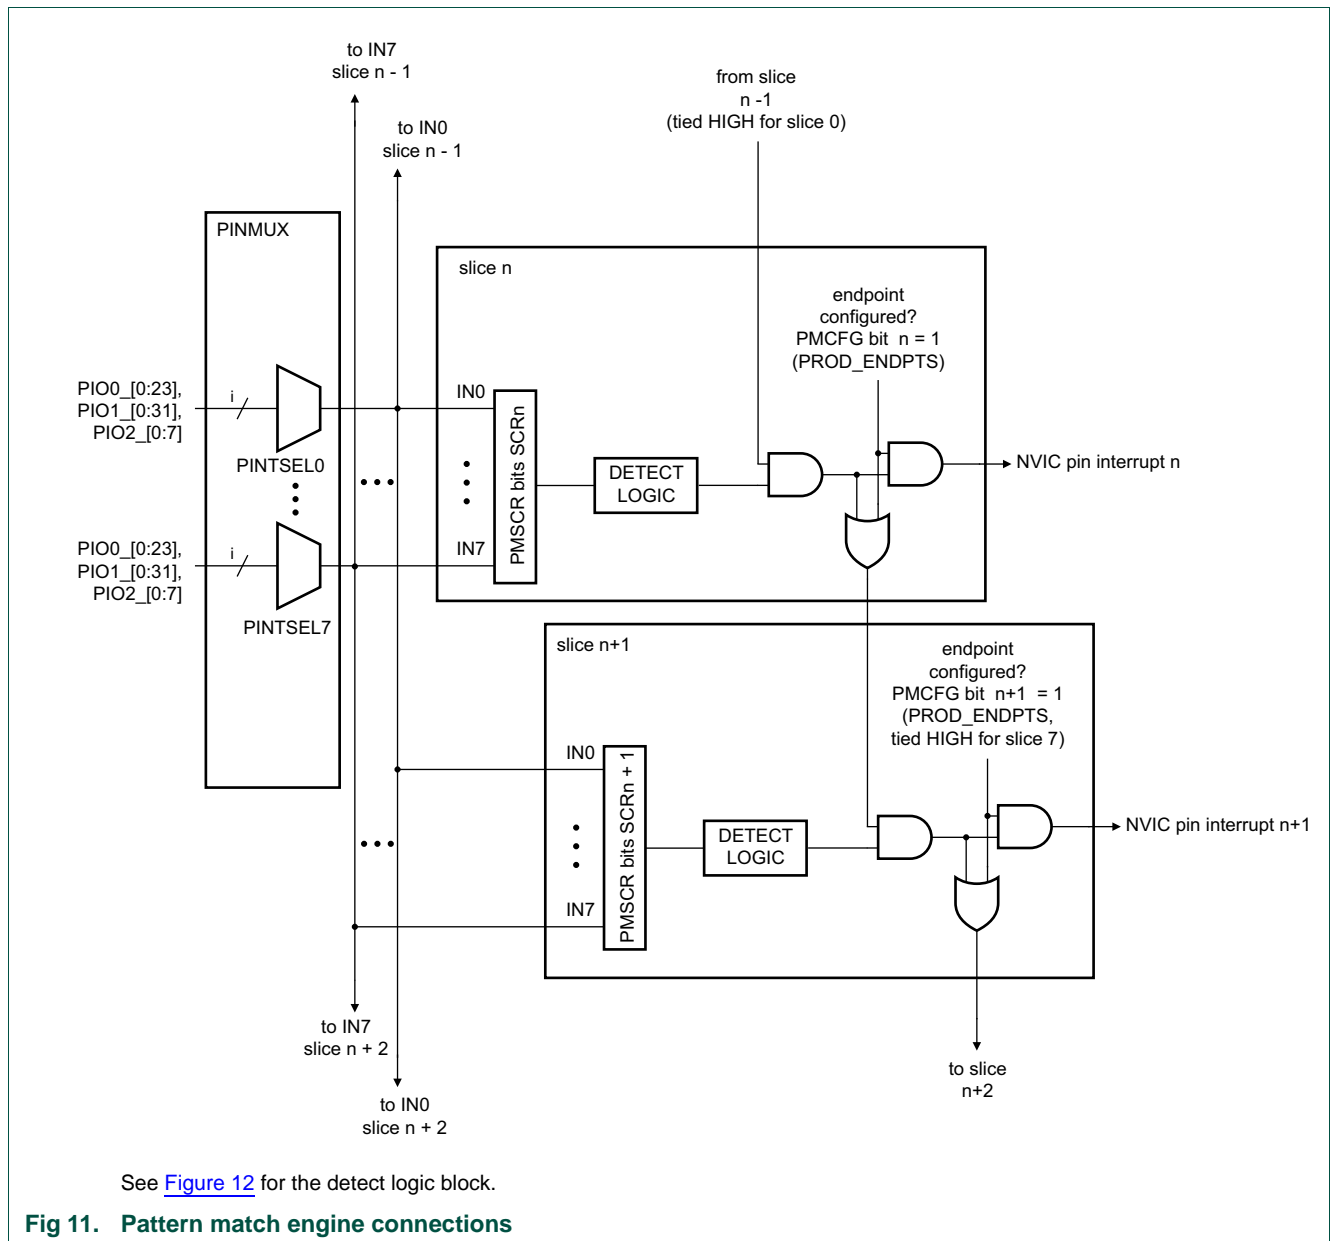 to IN7
slice n - 1
to IN0
slice n - 1
from slice
n -1
(tied HIGH for slice 0)
PINMUX
slice n
endpoint
configured?
PMCFG bit n = 1
(PROD_ENDPTS)
PIO0_[0:23],
PIO1_[0:31],
PIO2_[0:7]
i
PINTSEL0
IN0
PMSCR bits SCRn
DETECT
LOGIC
NVIC pin interrupt n
PIO0_[0:23],
PIO1_[0:31],
PIO2_[0:7]
i
PINTSEL7
IN7
slice n+1
endpoint
configured?
PMCFG bit n+1 = 1
(PROD_ENDPTS,
tied HIGH for slice 7)
IN0
PMSCR bits SCRn + 1
DETECT
LOGIC
NVIC pin interrupt n+1
IN7
to IN7
slice n + 2
to IN0
slice n + 2
to slice
n+2
See Figure 12 for the detect logic block.
Fig 11. Pattern match engine connections